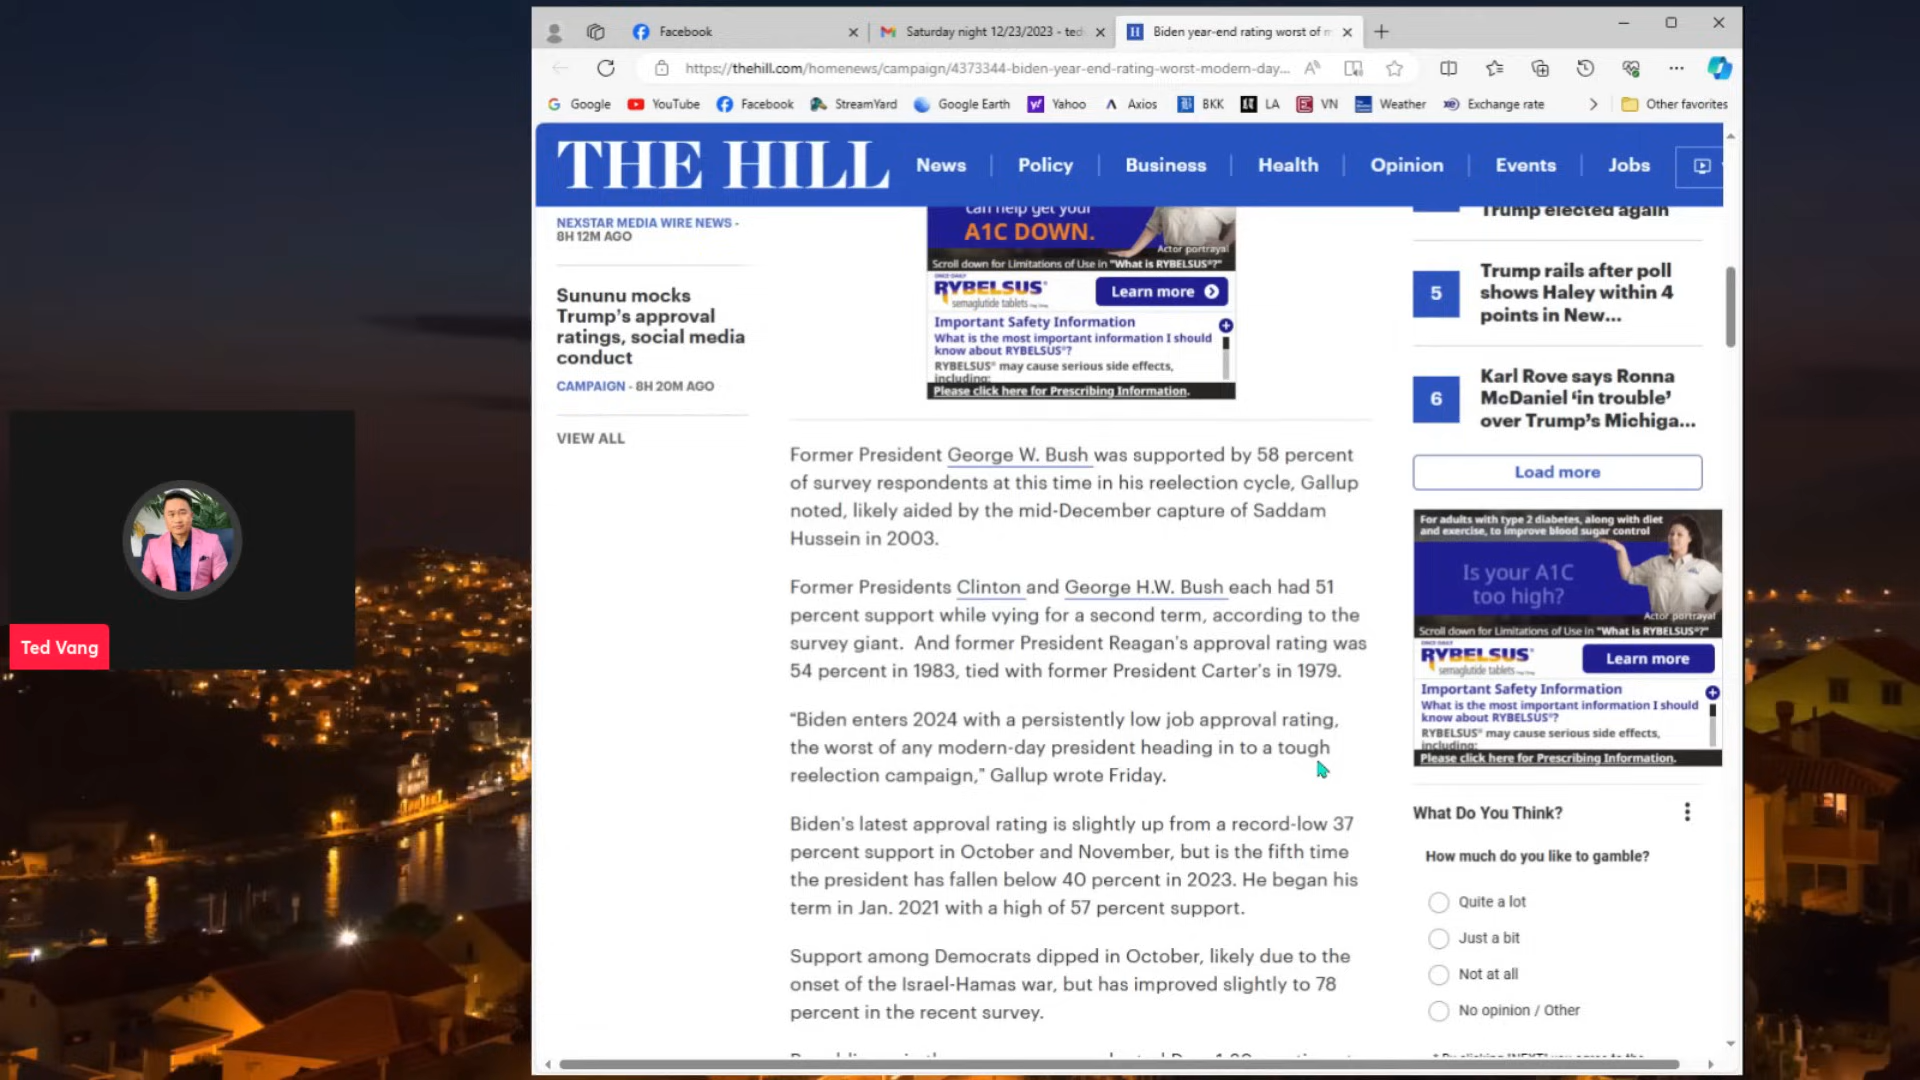 Facebook
Saturday night 12/23/2023 - ted
Biden year-end rating worst of m
https://thehill.com/homenews/campaign/4373344-biden-year-end-rating-worst-modern-day...
Google
YouTube
Facebook
StreamYard
Google Earth
Yahoo
Axios
BKK
LA
VN
Weather
Exchange rate
Other favorites
THE HILL
News
Policy
Business
Health
Opinion
Events
Jobs
NEXSTAR MEDIA WIRE NEWS -
8H 12M AGO
Sununu mocks
Trump's approval
ratings, social media
conduct
CAMPAIGN - 8H 20M AGO
VIEW ALL
Ted Vang
can help get your
A1C DOWN.
Actor portrayal
Scroll down for Limitations of Use in "What is RYBELSUS®?"
ONCE DAILY
RYBELSUS®
semaglutide tablets
Learn more
Important Safety Information
What is the most important information I should
know about RYBELSUS®?
RYBELSUS® may cause serious side effects,
including:
Please click here for Prescribing Information.
Former President George W. Bush was supported by 58 percent
of survey respondents at this time in his reelection cycle, Gallup
noted, likely aided by the mid-December capture of Saddam
Hussein in 2003.
Former Presidents Clinton and George H.W. Bush each had 51
percent support while vying for a second term, according to the
survey giant. And former President Reagan's approval rating was
54 percent in 1983, tied with former President Carter's in 1979.
"Biden enters 2024 with a persistently low job approval rating,
the worst of any modern-day president heading in to a tough
reelection campaign," Gallup wrote Friday.
Biden's latest approval rating is slightly up from a record-low 37
percent support in October and November, but is the fifth time
the president has fallen below 40 percent in 2023. He began his
term in Jan. 2021 with a high of 57 percent support.
Support among Democrats dipped in October, likely due to the
onset of the Israel-Hamas war, but has improved slightly to 78
percent in the recent survey.
Trump elected again
5
Trump rails after poll
shows Haley within 4
points in New...
6
Karl Rove says Ronna
McDaniel 'in trouble'
over Trump's Michiga...
Load more
For adults with type 2 diabetes, along with diet
and exercise, to improve blood sugar control
Is your A1C
too high?
Actor portrayal
Scroll down for Limitations of Use in "What is RYBELSUS®?"
RYBELSUS®
semaglutide tablets
Learn more
Important Safety Information
What is the most important information I should
know about RYBELSUS®?
RYBELSUS® may cause serious side effects,
including:
Please click here for Prescribing Information.
What Do You Think?
How much do you like to gamble?
Quite a lot
Just a bit
Not at all
No opinion / Other